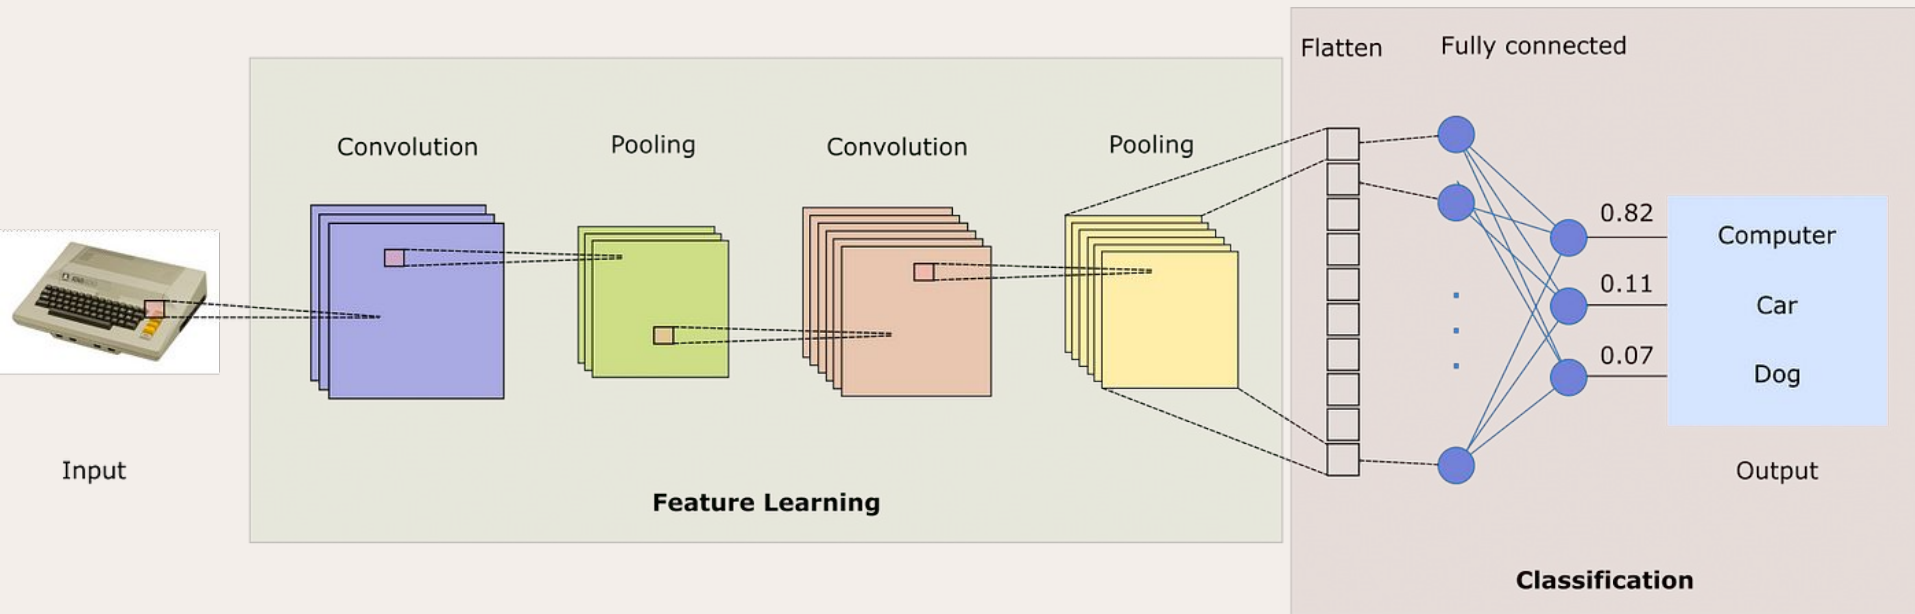 Flatten
Fully connected
Convolution
Pooling
Convolution
Pooling
0.82
Computer
0.11
Car
0.07
Dog
Input
Output
Feature Learning
Classification